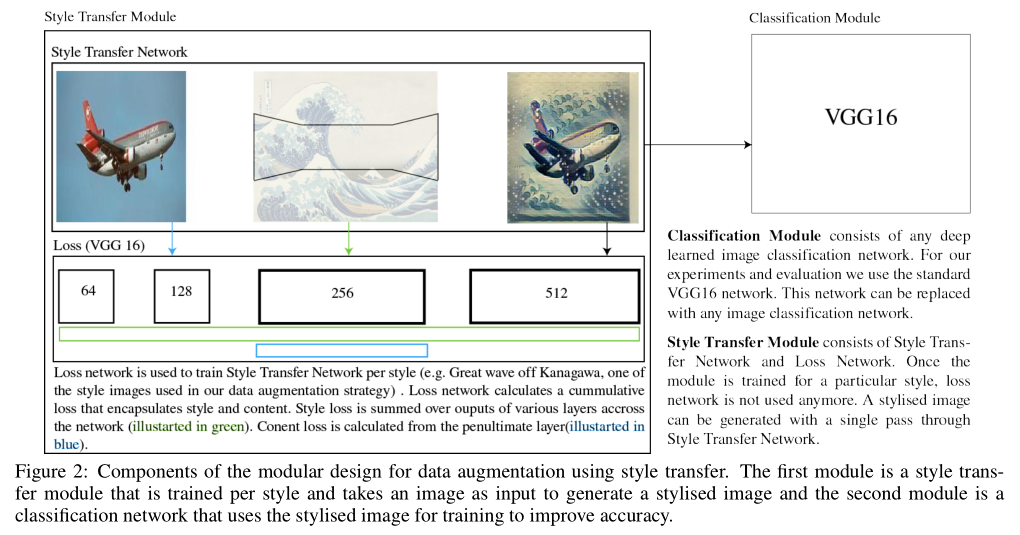 Style Transfer Module
Classification Module
Style Transfer Network
VGG16
Loss (VGG 16)
64
128
256
512
Loss network is used to train Style Transfer Network per style (e.g. Great wave off Kanagawa, one of
the style images used in our data augmentation strategy) . Loss network calculates a cummulative
loss that encapsulates style and content. Style loss is summed over ouputs of various layers accross
the network (illustarted in green). Conent loss is calculated from the penultimate layer(illustarted in
blue).
Classification Module consists of any deep
learned image classification network. For our
experiments and evaluation we use the standard
VGG16 network. This network can be replaced
with any image classification network.
Style Transfer Module consists of Style Trans-
fer Network and Loss Network. Once the
module is trained for a particular style, loss
network is not used anymore. A stylised image
can be generated with a single pass through
Style Transfer Network.
Figure 2: Components of the modular design for data augmentation using style transfer. The first module is a style trans-
fer module that is trained per style and takes an image as input to generate a stylised image and the second module is a
classification network that uses the stylised image for training to improve accuracy.